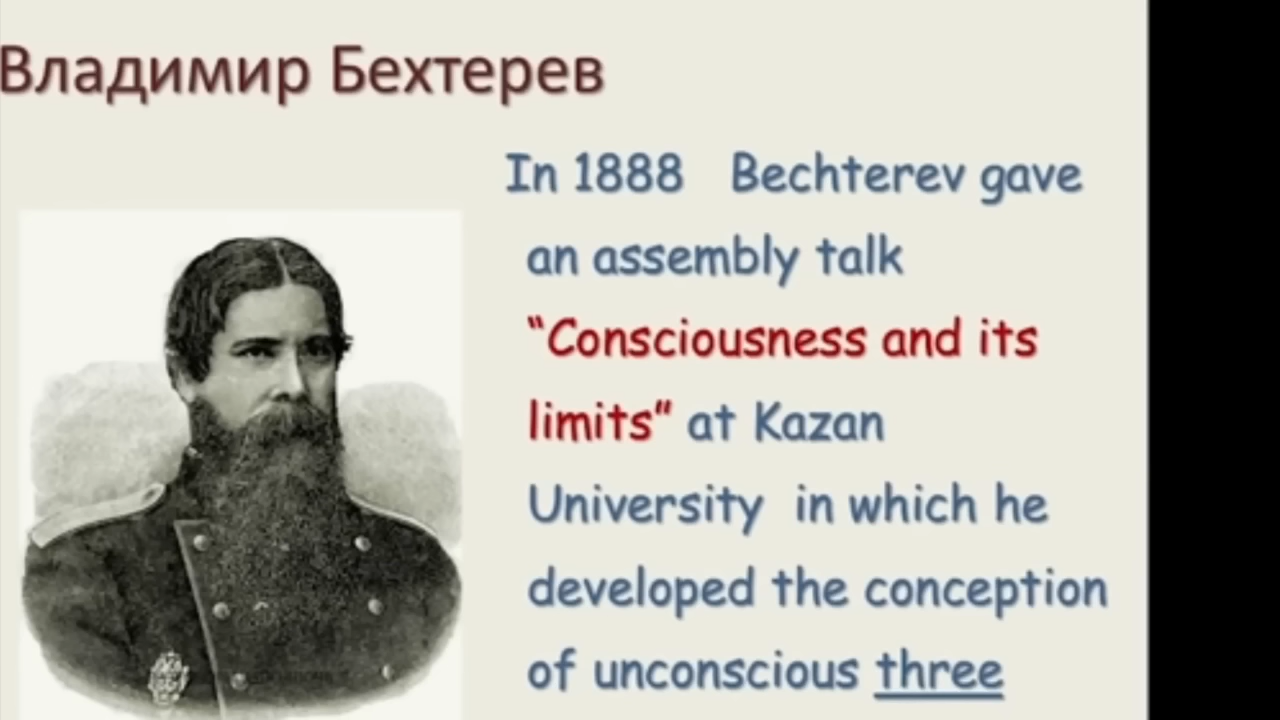 Владимир Бехтерев
In 1888 Bechterev gave
an assembly talk
“Consciousness and its
limits” at Kazan
University in which he
developed the conception
of unconscious three